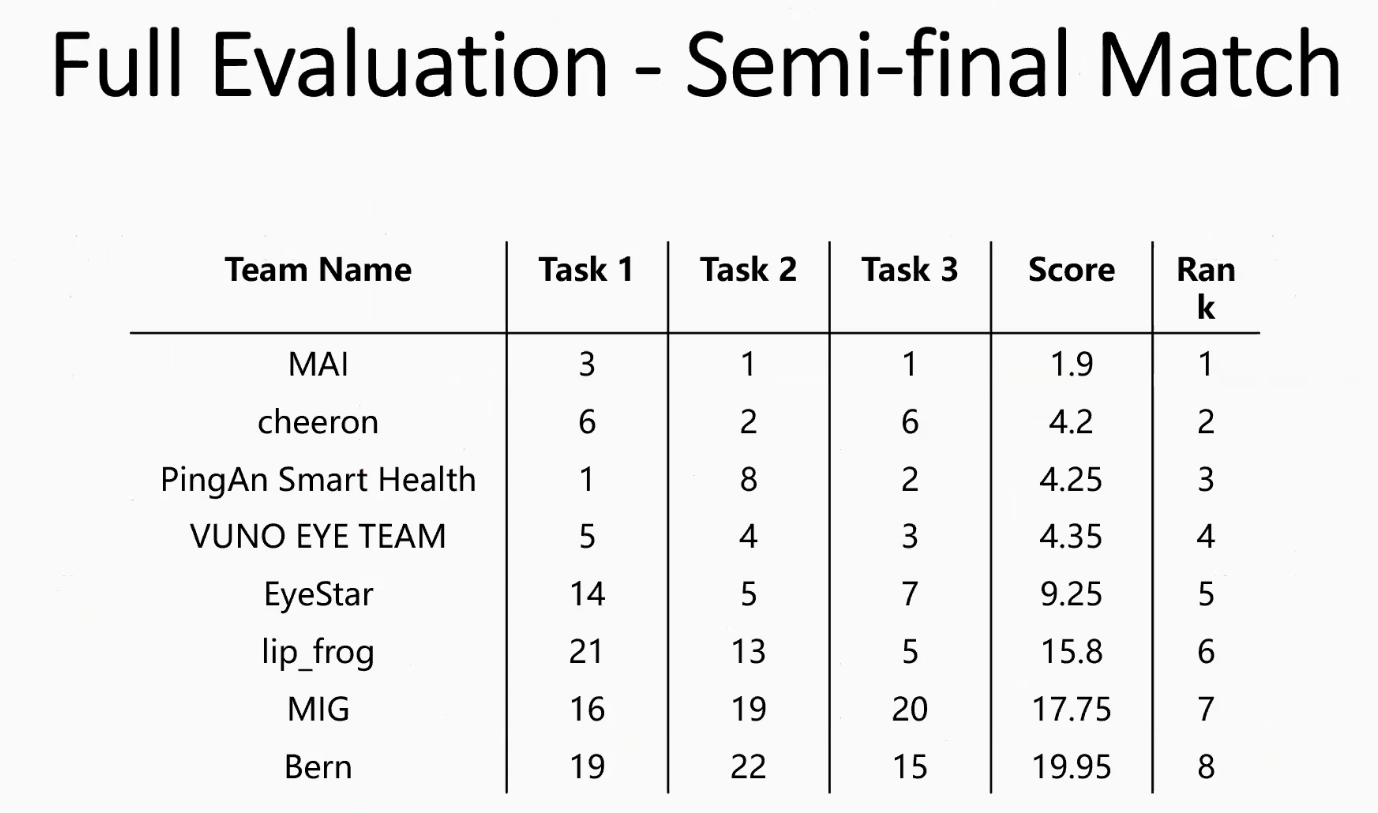 Full Evaluation - Semi-final Match
Team Name Task 1 Task 2 Task 3 Score Ran
k
MAI 3 1 1 1.9 1
cheeron 6 2 6 4.2 2
PingAn Smart Health 1 8 2 4.25 3
VUNO EYE TEAM 5 4 3 4.35 4
EyeStar 14 5 7 9.25 5
lip_frog 21 13 5 15.8 6
MIG 16 19 20 17.75 7
Bern 19 22 15 19.95 8